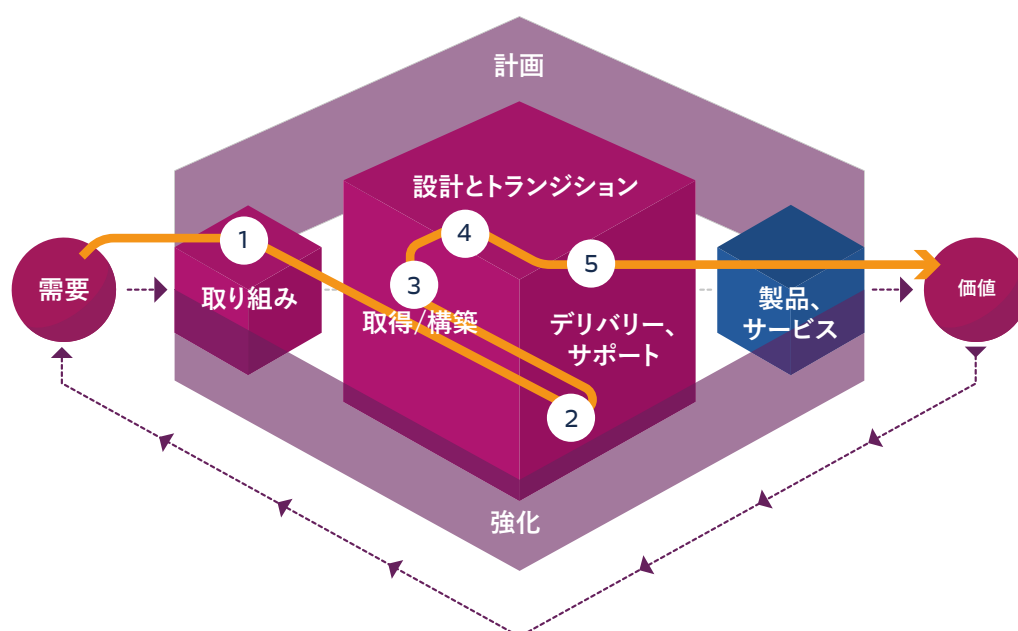 計画
設計とトランジション
1
4
5
3
需要
取り組み
取得/構築
デリバリー、
サポート
製品、
サービス
価値
2
強化